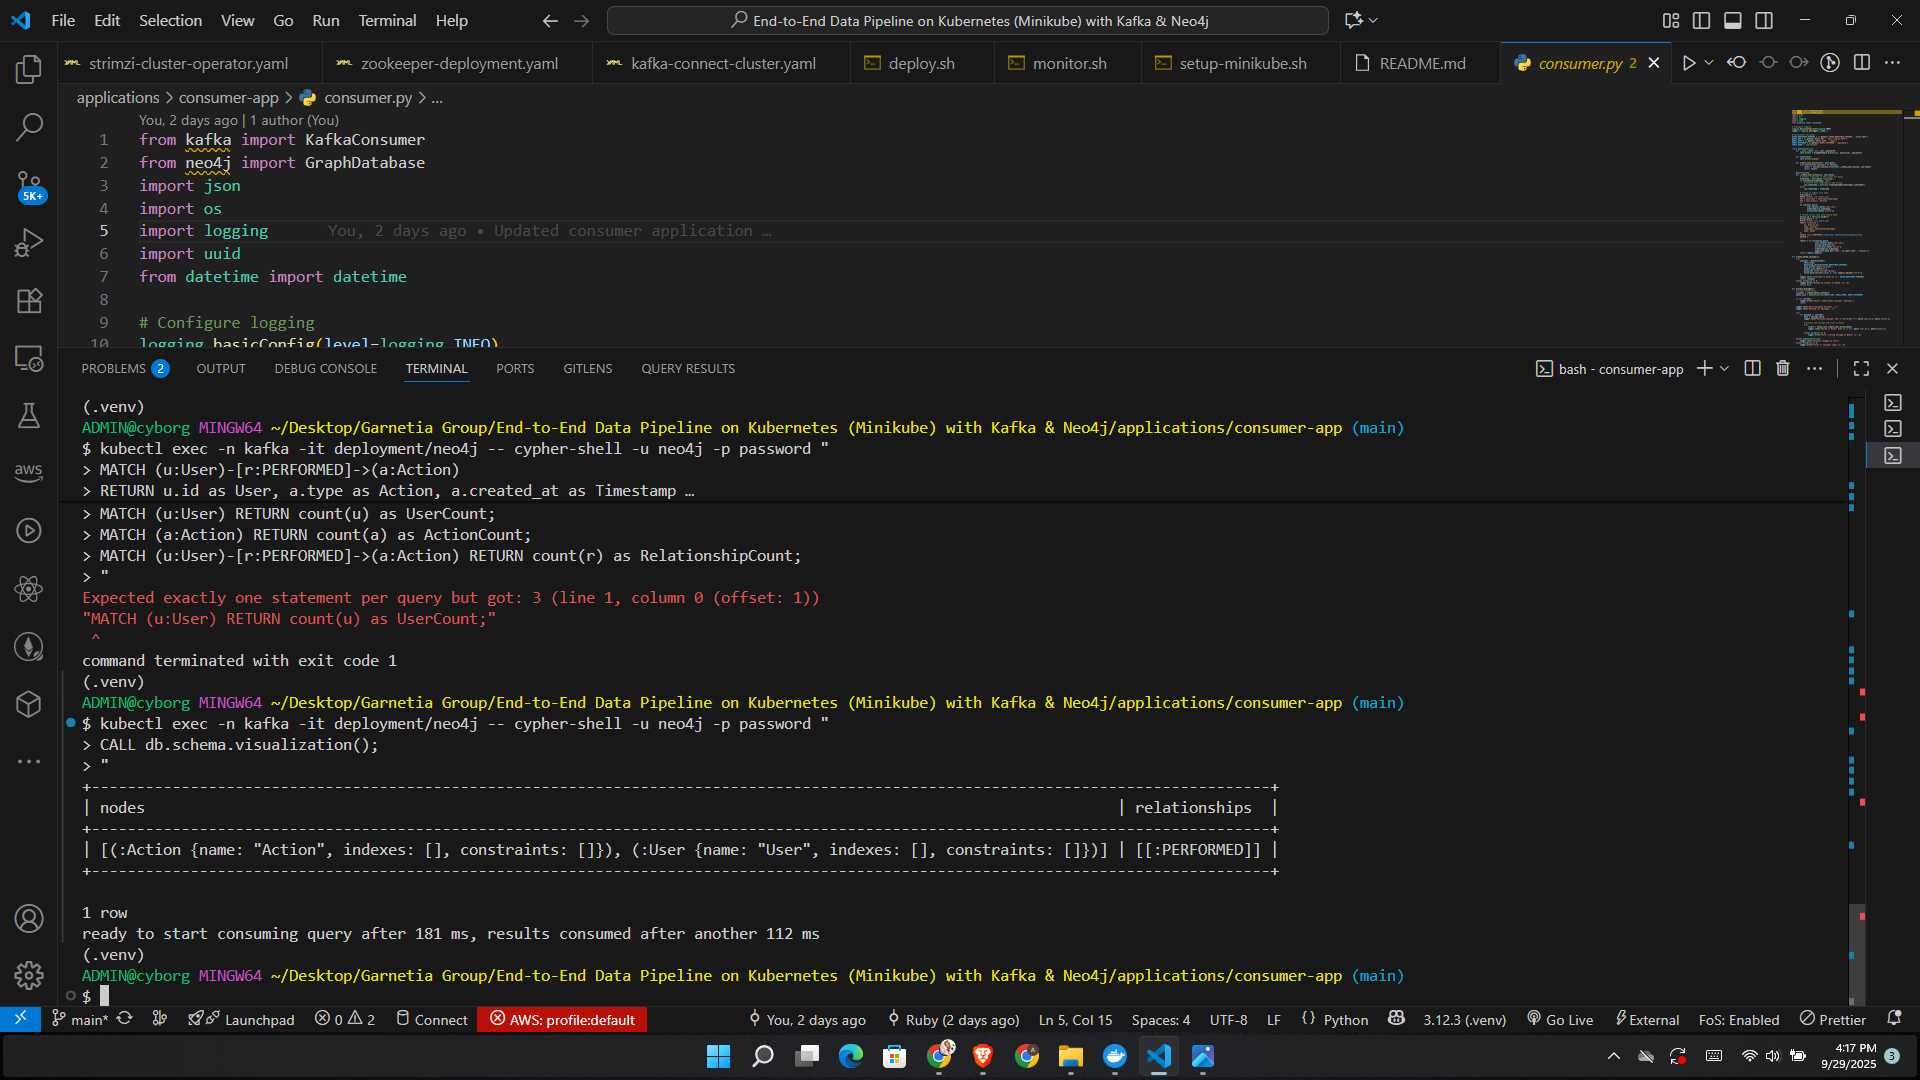 File Edit Selection View Go Run Terminal Help
End-to-End Data Pipeline on Kubernetes (Minikube) with Kafka & Neo4j
strimzi-cluster-operator.yaml zookeeper-deployment.yaml kafka-connect-cluster.yaml deploy.sh monitor.sh setup-minikube.sh README.md consumer.py 2
applications > consumer-app > consumer.py > ...
You, 2 days ago | 1 author (You)
1 from kafka import KafkaConsumer
2 from neo4j import GraphDatabase
3 import json
4 import os
5 import logging You, 2 days ago • Updated consumer application …
6 import uuid
7 from datetime import datetime
8
9 # Configure logging
10 logging.basicConfig(level=logging.INFO)
5K+
aws
PROBLEMS 2 OUTPUT DEBUG CONSOLE TERMINAL PORTS GITLENS QUERY RESULTS
bash - consumer-app
(.venv)
ADMIN@cyborg MINGW64 ~/Desktop/Garnetia Group/End-to-End Data Pipeline on Kubernetes (Minikube) with Kafka & Neo4j/applications/consumer-app (main)
$ kubectl exec -n kafka -it deployment/neo4j -- cypher-shell -u neo4j -p password "
> MATCH (u:User)-[r:PERFORMED]->(a:Action)
> RETURN u.id as User, a.type as Action, a.created_at as Timestamp …
> MATCH (u:User) RETURN count(u) as UserCount;
> MATCH (a:Action) RETURN count(a) as ActionCount;
> MATCH (u:User)-[r:PERFORMED]->(a:Action) RETURN count(r) as RelationshipCount;
> "
Expected exactly one statement per query but got: 3 (line 1, column 0 (offset: 1))
"MATCH (u:User) RETURN count(u) as UserCount;"
^
command terminated with exit code 1
(.venv)
ADMIN@cyborg MINGW64 ~/Desktop/Garnetia Group/End-to-End Data Pipeline on Kubernetes (Minikube) with Kafka & Neo4j/applications/consumer-app (main)
$ kubectl exec -n kafka -it deployment/neo4j -- cypher-shell -u neo4j -p password "
> CALL db.schema.visualization();
> "
| nodes | relationships |
| [(:Action {name: "Action", indexes: [], constraints: []}), (:User {name: "User", indexes: [], constraints: []})] | [[:PERFORMED]] |
1 row
ready to start consuming query after 181 ms, results consumed after another 112 ms
(.venv)
ADMIN@cyborg MINGW64 ~/Desktop/Garnetia Group/End-to-End Data Pipeline on Kubernetes (Minikube) with Kafka & Neo4j/applications/consumer-app (main)
$
main* Launchpad 0 2 Connect AWS: profile:default You, 2 days ago Ruby (2 days ago) Ln 5, Col 15 Spaces: 4 UTF-8 LF {} Python 3.12.3 (.venv) Go Live External FoS: Enabled Prettier
4:17 PM
9/29/2025
3